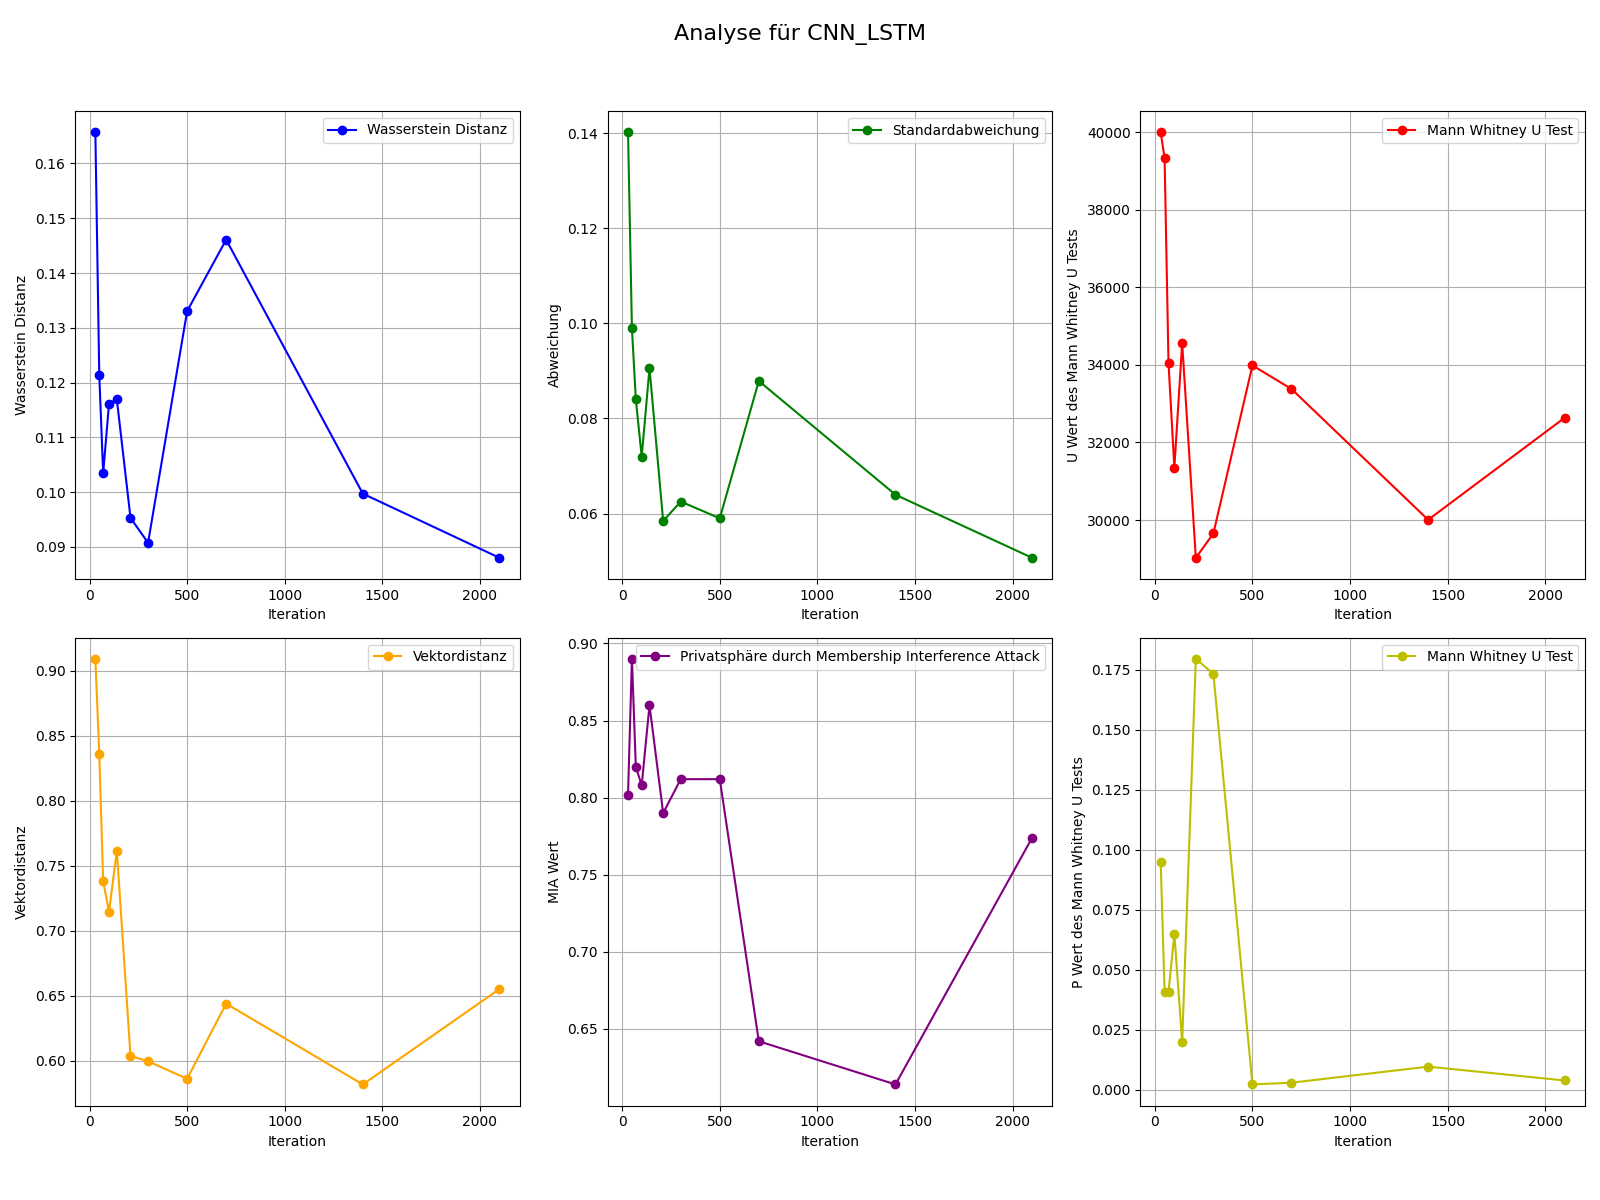 Analyse für CNN_LSTM
Wasserstein Distanz
Wasserstein Distanz
0.16
0.15
0.14
0.13
0.12
0.11
0.10
0.09
0 500 1000 1500 2000
Iteration
Standardabweichung
Abweichung
0.14
0.12
0.10
0.08
0.06
0 500 1000 1500 2000
Iteration
Mann Whitney U Test
U Wert des Mann Whitney U Tests
40000
38000
36000
34000
32000
30000
0 500 1000 1500 2000
Iteration
Vektordistanz
Vektordistanz
0.90
0.85
0.80
0.75
0.70
0.65
0.60
0 500 1000 1500 2000
Iteration
Privatsphäre durch Membership Interference Attack
MIA Wert
0.90
0.85
0.80
0.75
0.70
0.65
0 500 1000 1500 2000
Iteration
Mann Whitney U Test
P Wert des Mann Whitney U Tests
0.175
0.150
0.125
0.100
0.075
0.050
0.025
0.000
0 500 1000 1500 2000
Iteration